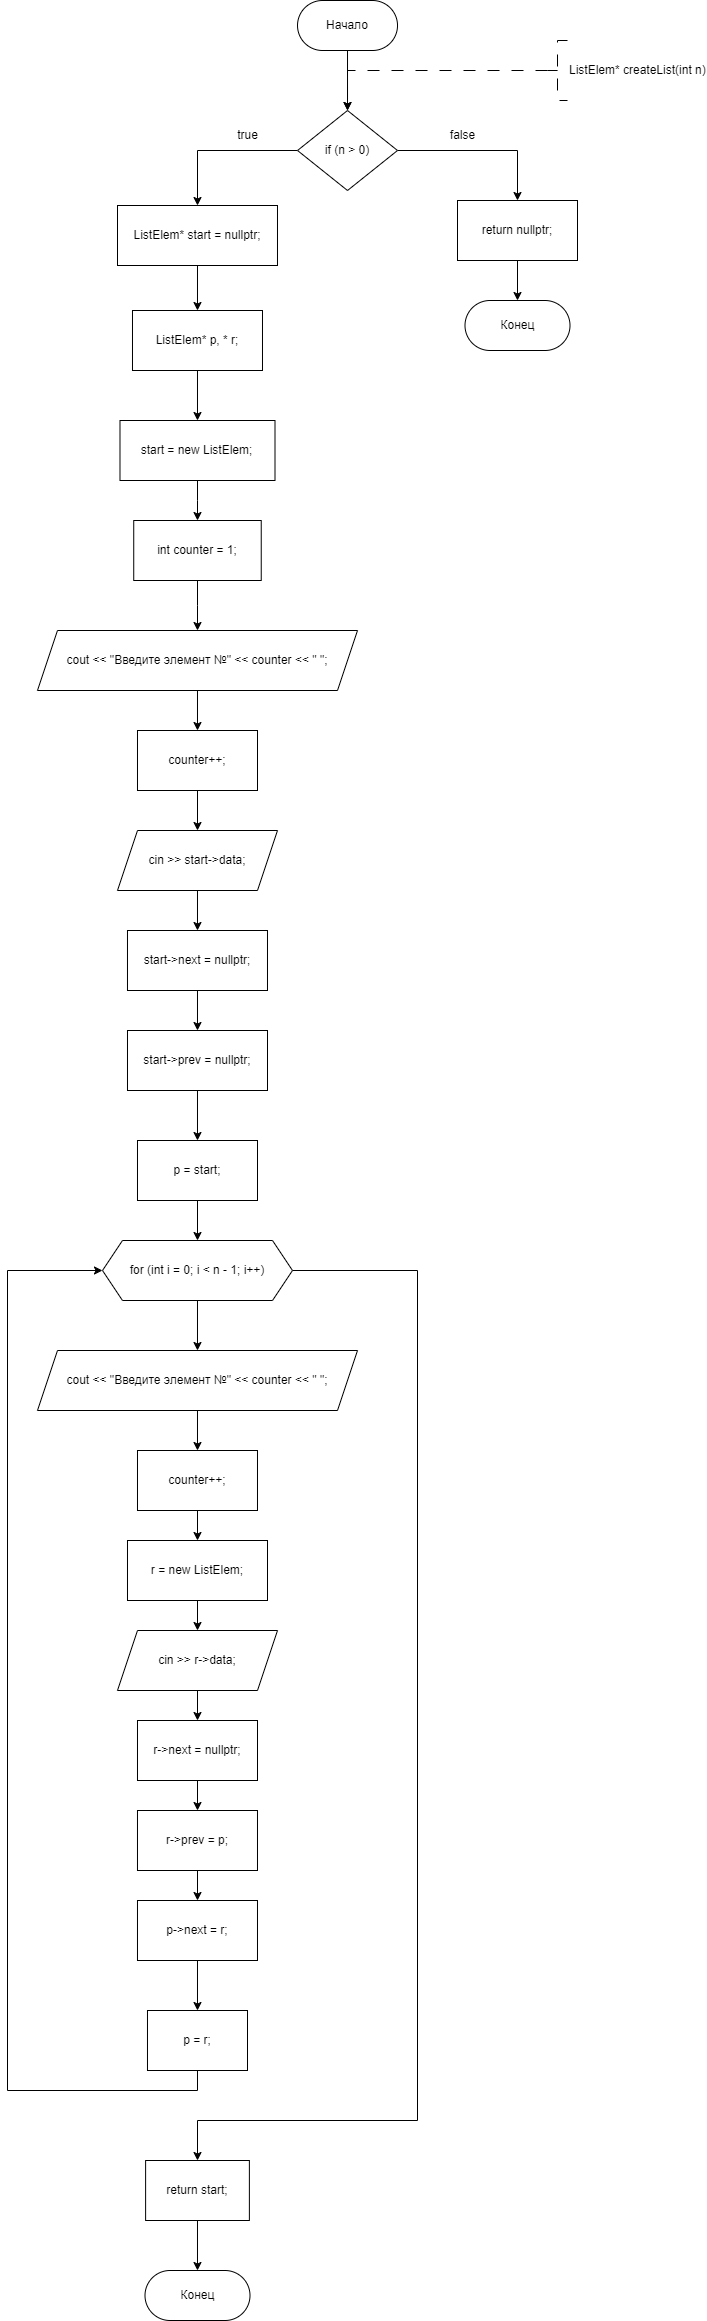 Начало
ListElem* createList(int n)
true
false
if (n > 0)
ListElem* start = nullptr;
return nullptr;
Конец
ListElem* p, * r;
start = new ListElem;
int counter = 1;
cout << "Введите элемент №" << counter << " ";
counter++;
cin >> start->data;
start->next = nullptr;
start->prev = nullptr;
p = start;
for (int i = 0; i < n - 1; i++)
cout << "Введите элемент №" << counter << " ";
counter++;
r = new ListElem;
cin >> r->data;
r->next = nullptr;
r->prev = p;
p->next = r;
p = r;
return start;
Конец